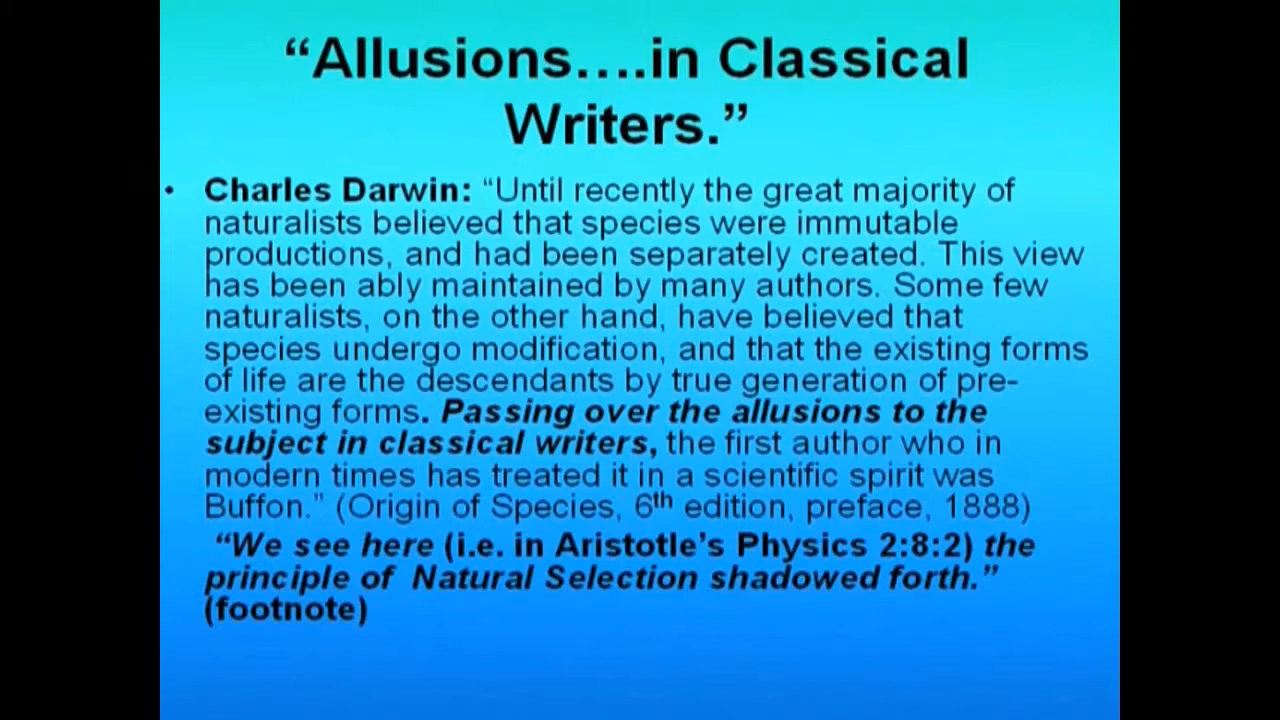 “Allusions….in Classical
Writers.”
• Charles Darwin: “Until recently the great majority of
naturalists believed that species were immutable
productions, and had been separately created. This view
has been ably maintained by many authors. Some few
naturalists, on the other hand, have believed that
species undergo modification, and that the existing forms
of life are the descendants by true generation of pre-
existing forms. Passing over the allusions to the
subject in classical writers, the first author who in
modern times has treated it in a scientific spirit was
Buffon.” (Origin of Species, 6th edition, preface, 1888)
“We see here (i.e. in Aristotle’s Physics 2:8:2) the
principle of Natural Selection shadowed forth.”
(footnote)